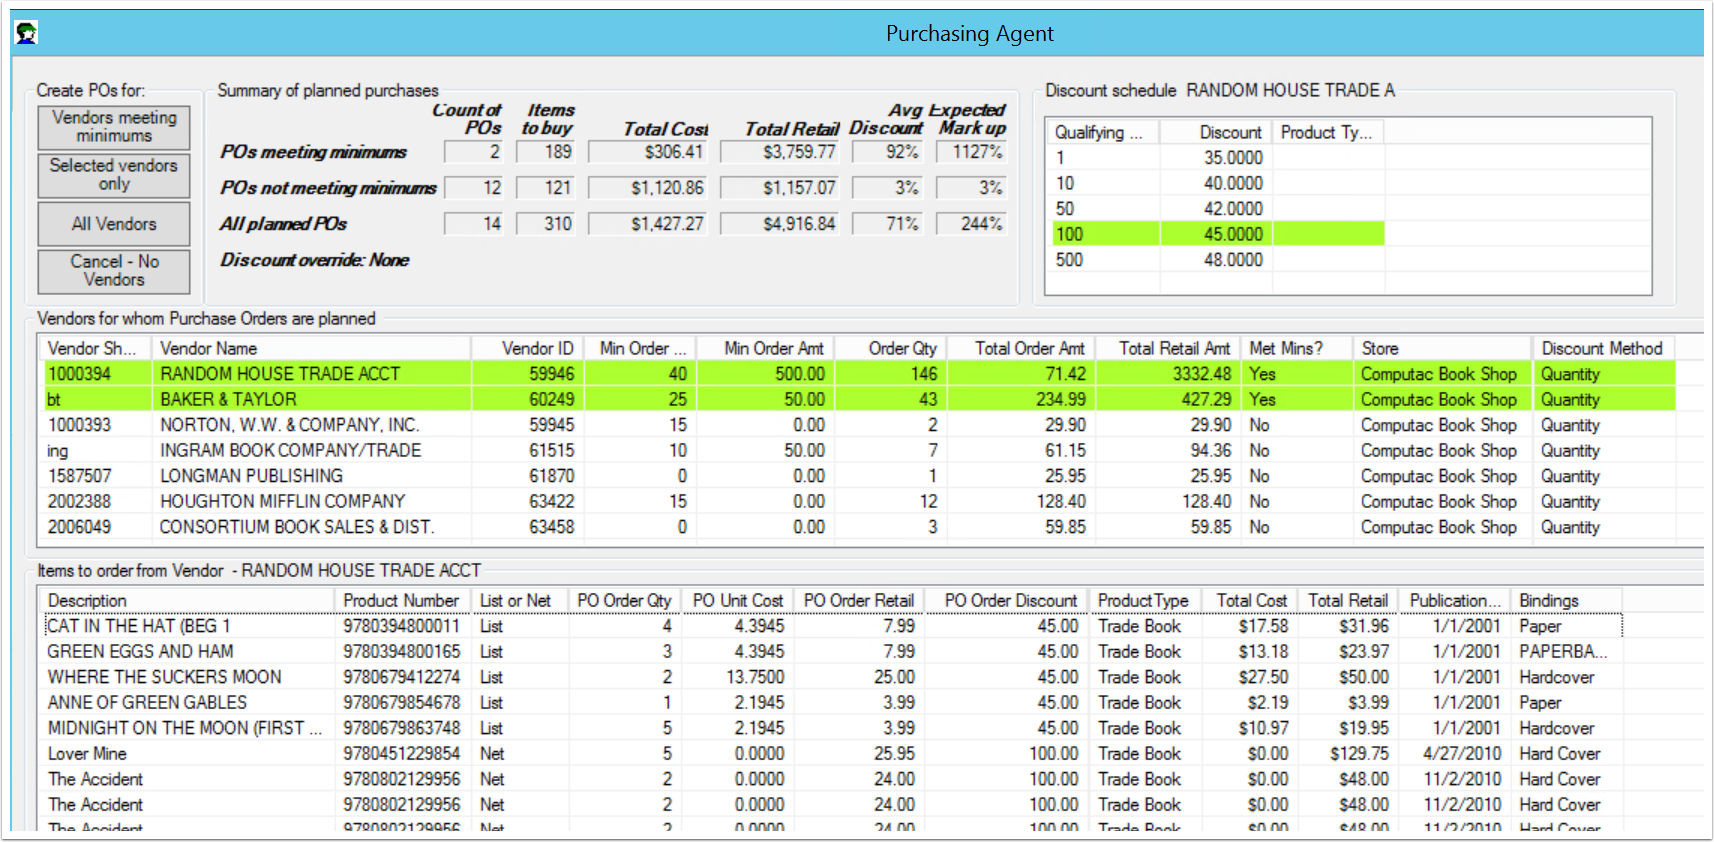 Purchasing Agent
Create POs for:
Vendors meeting minimums
Selected vendors only
All Vendors
Cancel - No Vendors
Summary of planned purchases
Count of POs Items to buy Total Cost Total Retail Avg Discount Expected Mark up
POs meeting minimums 2 189 $306.41 $3,759.77 92% 1127%
POs not meeting minimums 12 121 $1,120.86 $1,157.07 3% 3%
All planned POs 14 310 $1,427.27 $4,916.84 71% 244%
Discount override: None
Discount schedule RANDOM HOUSE TRADE A
Qualifying ... Discount Product Ty...
1 35.0000
10 40.0000
50 42.0000
100 45.0000
500 48.0000
Vendors for whom Purchase Orders are planned
Vendor Sh... Vendor Name Vendor ID Min Order ... Min Order Amt Order Qty Total Order Amt Total Retail Amt Met Mins? Store Discount Method
1000394 RANDOM HOUSE TRADE ACCT 59946 40 500.00 146 71.42 3332.48 Yes Computac Book Shop Quantity
bt BAKER & TAYLOR 60249 25 50.00 43 234.99 427.29 Yes Computac Book Shop Quantity
1000393 NORTON, W.W. & COMPANY, INC. 59945 15 0.00 2 29.90 29.90 No Computac Book Shop Quantity
ing INGRAM BOOK COMPANY/TRADE 61515 10 50.00 7 61.15 94.36 No Computac Book Shop Quantity
1587507 LONGMAN PUBLISHING 61870 0 0.00 1 25.95 25.95 No Computac Book Shop Quantity
2002388 HOUGHTON MIFFLIN COMPANY 63422 15 0.00 12 128.40 128.40 No Computac Book Shop Quantity
2006049 CONSORTIUM BOOK SALES & DIST. 63458 0 0.00 3 59.85 59.85 No Computac Book Shop Quantity
Items to order from Vendor - RANDOM HOUSE TRADE ACCT
Description Product Number List or Net PO Order Qty PO Unit Cost PO Order Retail PO Order Discount ProductType Total Cost Total Retail Publication... Bindings
CAT IN THE HAT (BEG 1 9780394800011 List 4 4.3945 7.99 45.00 Trade Book $17.58 $31.96 1/1/2001 Paper
GREEN EGGS AND HAM 9780394800165 List 3 4.3945 7.99 45.00 Trade Book $13.18 $23.97 1/1/2001 PAPERBA...
WHERE THE SUCKERS MOON 9780679412274 List 2 13.7500 25.00 45.00 Trade Book $27.50 $50.00 1/1/2001 Hardcover
ANNE OF GREEN GABLES 9780679854678 List 1 2.1945 3.99 45.00 Trade Book $2.19 $3.99 1/1/2001 Paper
MIDNIGHT ON THE MOON (FIRST ... 9780679863748 List 5 2.1945 3.99 45.00 Trade Book $10.97 $19.95 1/1/2001 Hardcover
Lover Mine 9780451229854 Net 5 0.0000 25.95 100.00 Trade Book $0.00 $129.75 4/27/2010 Hard Cover
The Accident 9780802129956 Net 2 0.0000 24.00 100.00 Trade Book $0.00 $48.00 11/2/2010 Hard Cover
The Accident 9780802129956 Net 2 0.0000 24.00 100.00 Trade Book $0.00 $48.00 11/2/2010 Hard Cover
The Accident 9780802129956 Net 2 0.0000 24.00 100.00 Trade Book $0.00 $48.00 11/2/2010 Hard Cover